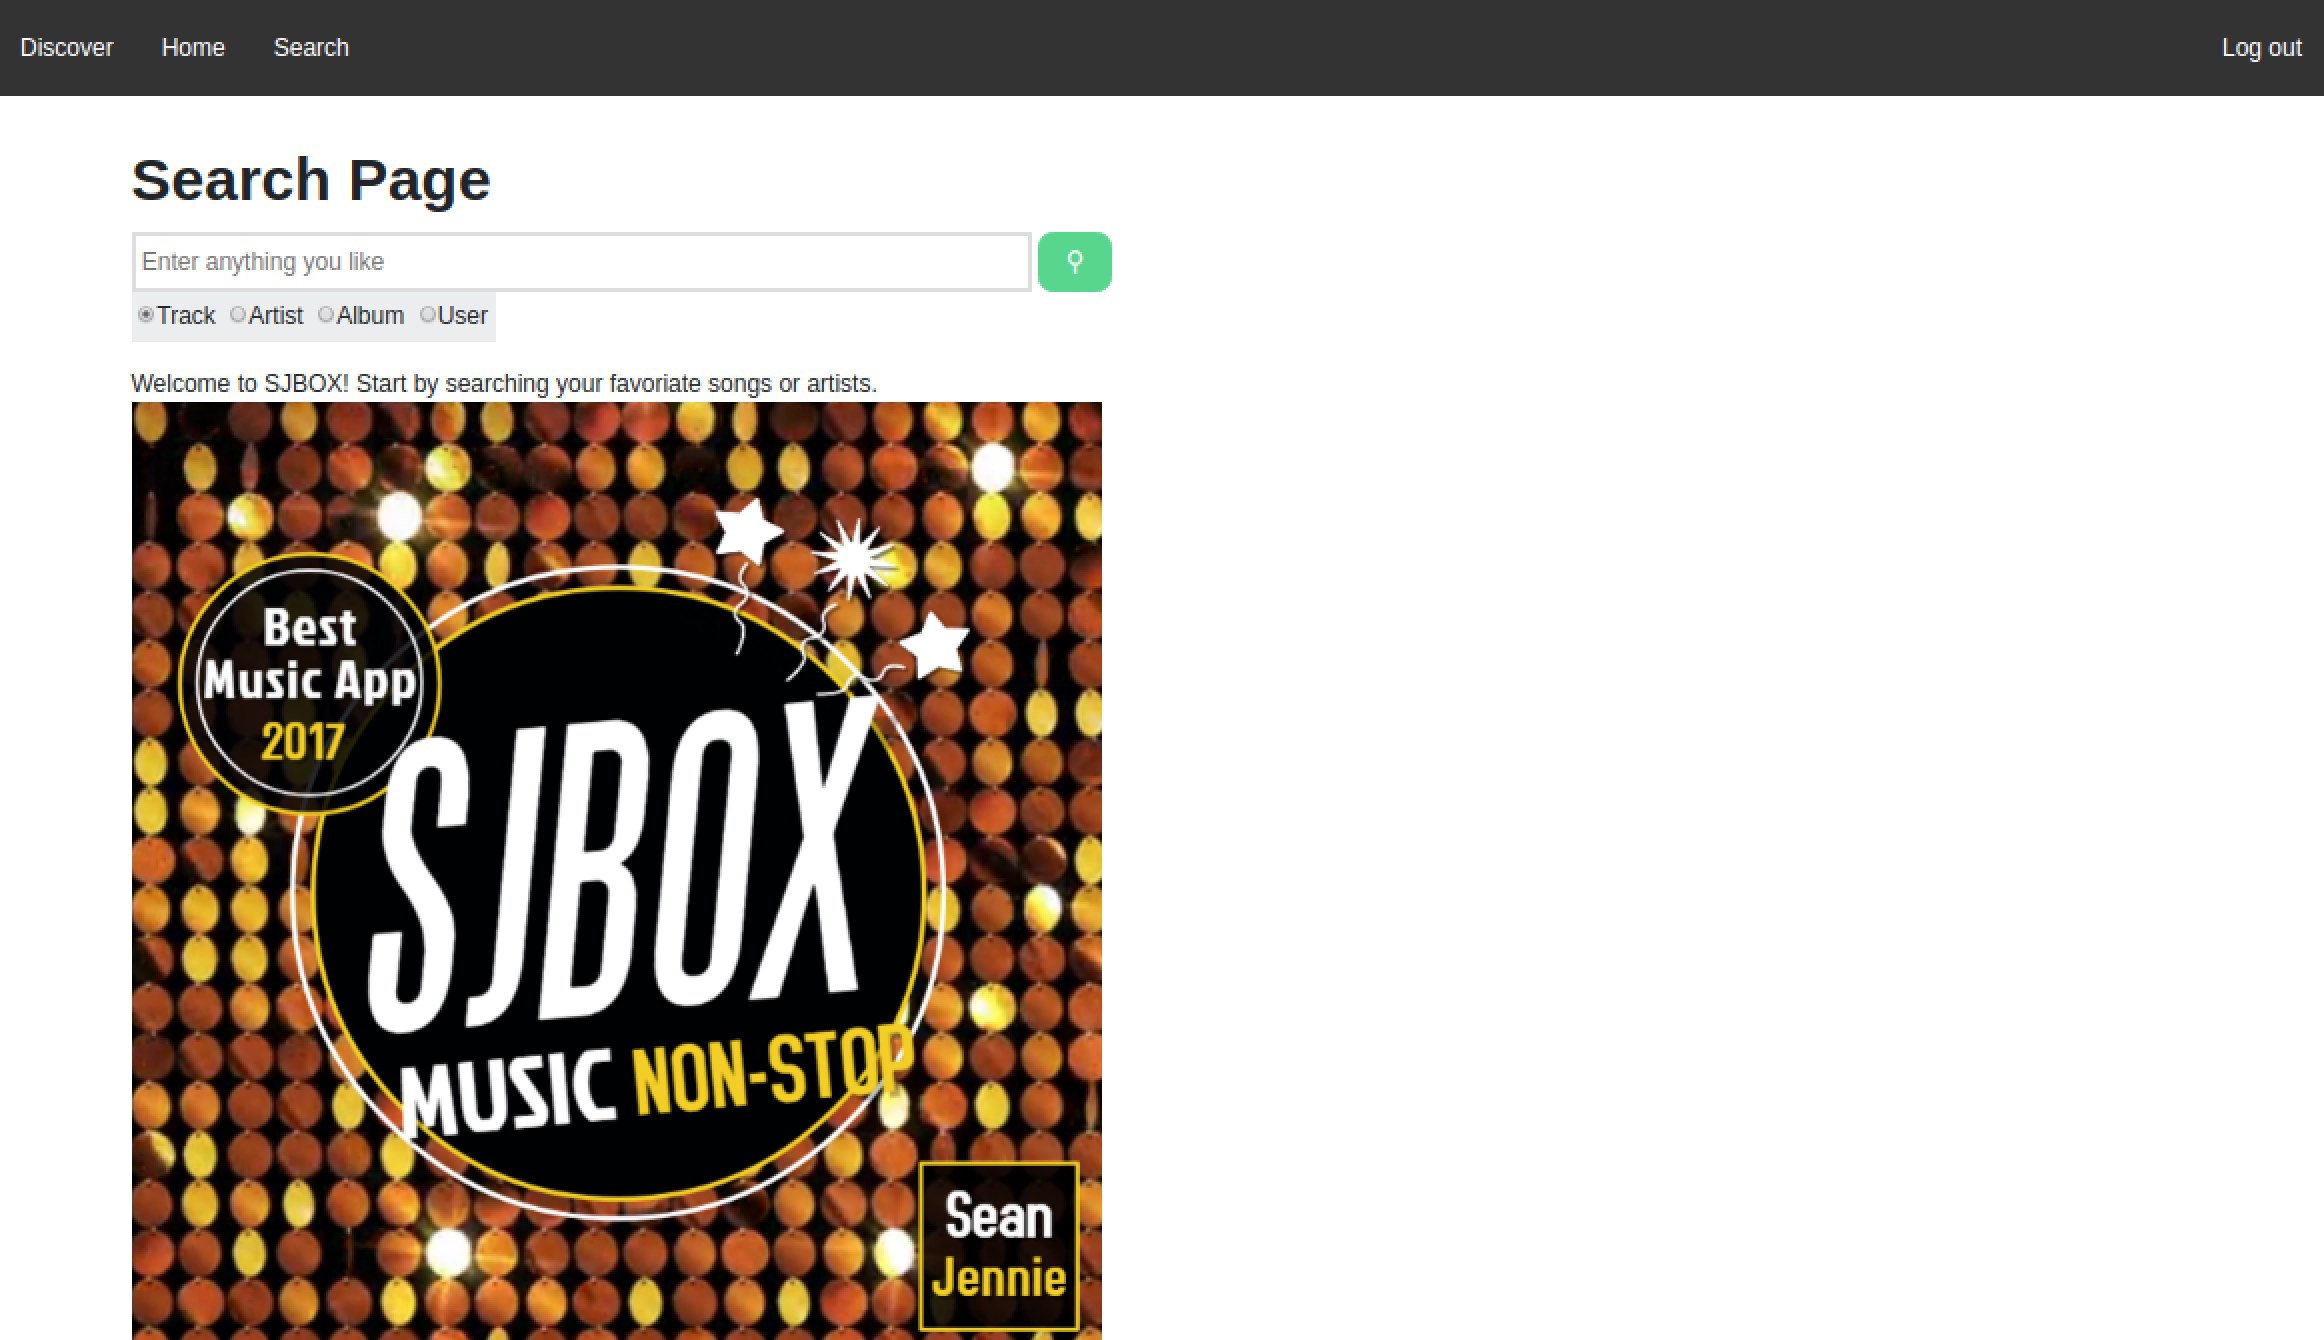 Discover Home Search Log out
Search Page
Enter anything you like
Track Artist Album User
Welcome to SJBOX! Start by searching your favoriate songs or artists.
Best
Music App
2017
SJBOX
MUSIC NON-STOP
Sean
Jennie